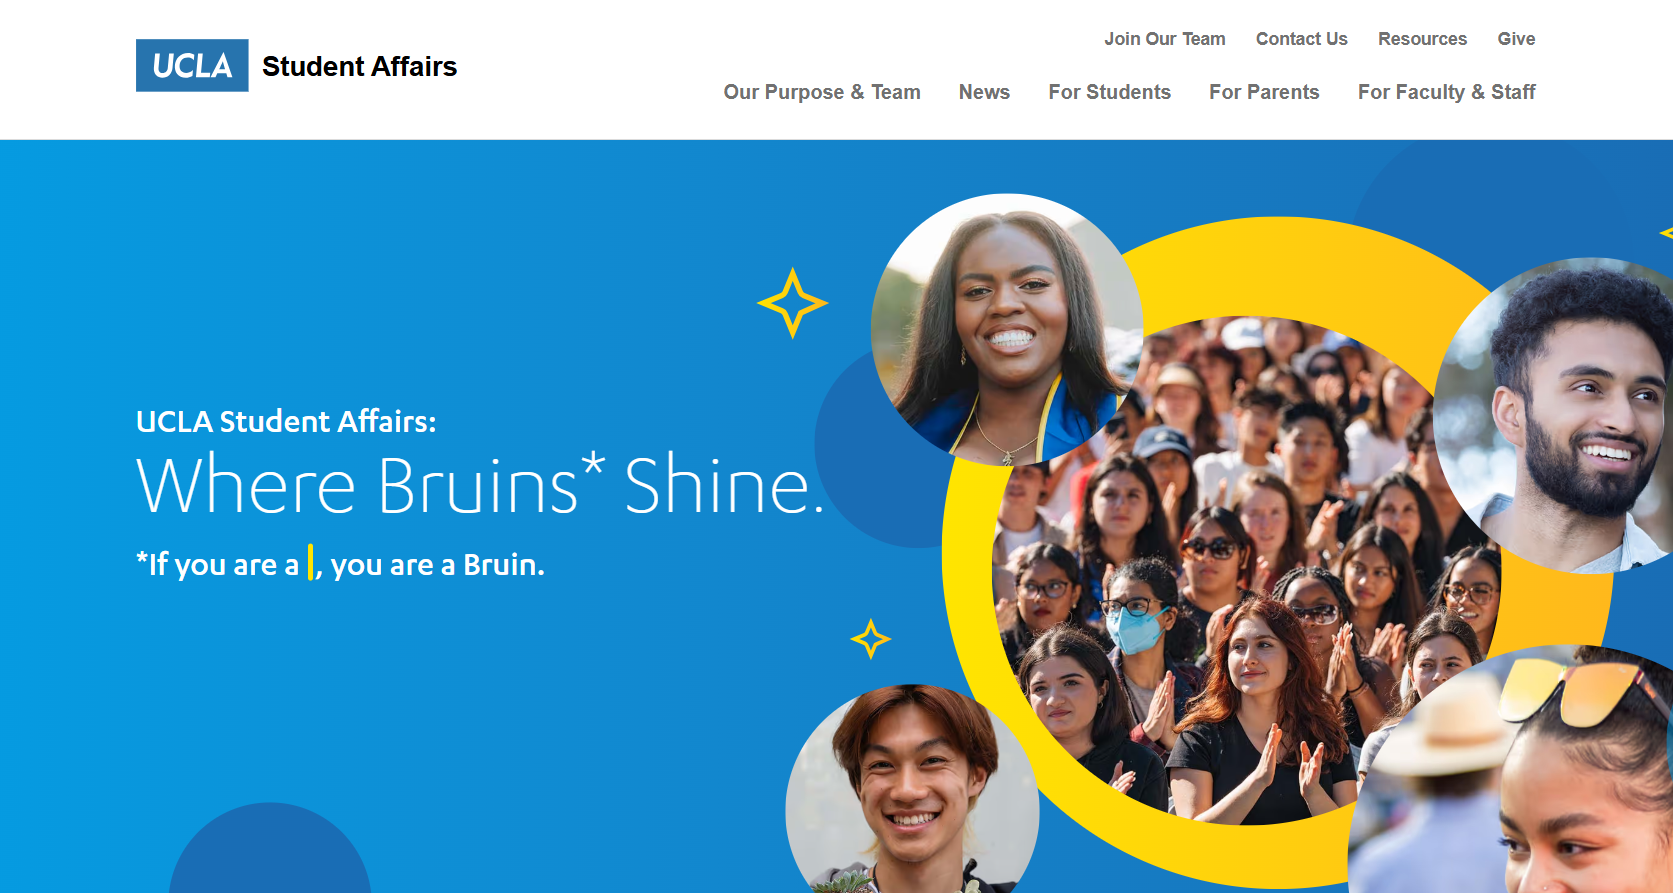 UCLA Student Affairs
Join Our Team Contact Us Resources Give
Our Purpose & Team News For Students For Parents For Faculty & Staff
UCLA Student Affairs:
Where Bruins* Shine.
*If you are a , you are a Bruin.